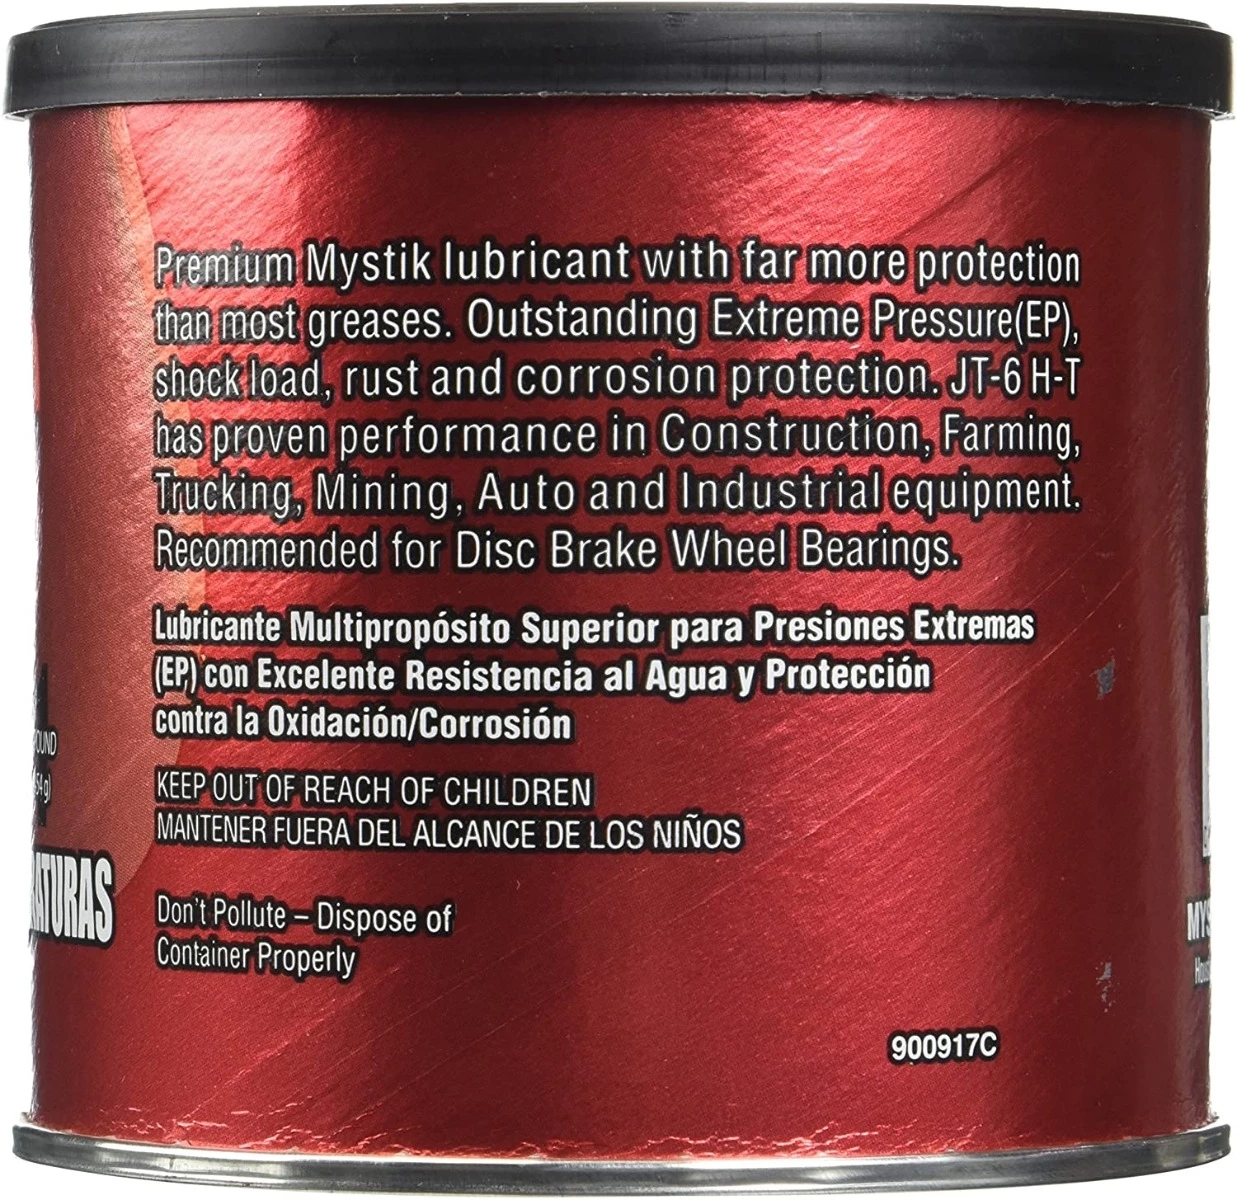 Premium Mystik lubricant with far more protection
than most greases. Outstanding Extreme Pressure(EP),
shock load, rust and corrosion protection. JT-6 H-T
has proven performance in Construction, Farming,
Trucking, Mining, Auto and Industrial equipment.
Recommended for Disc Brake Wheel Bearings.
Lubricante Multipropósito Superior para Presiones Extremas
(EP) con Excelente Resistencia al Agua y Protección
contra la Oxidación/Corrosión
KEEP OUT OF REACH OF CHILDREN
MANTENER FUERA DEL ALCANCE DE LOS NIÑOS
Don't Pollute – Dispose of
Container Properly
900917C